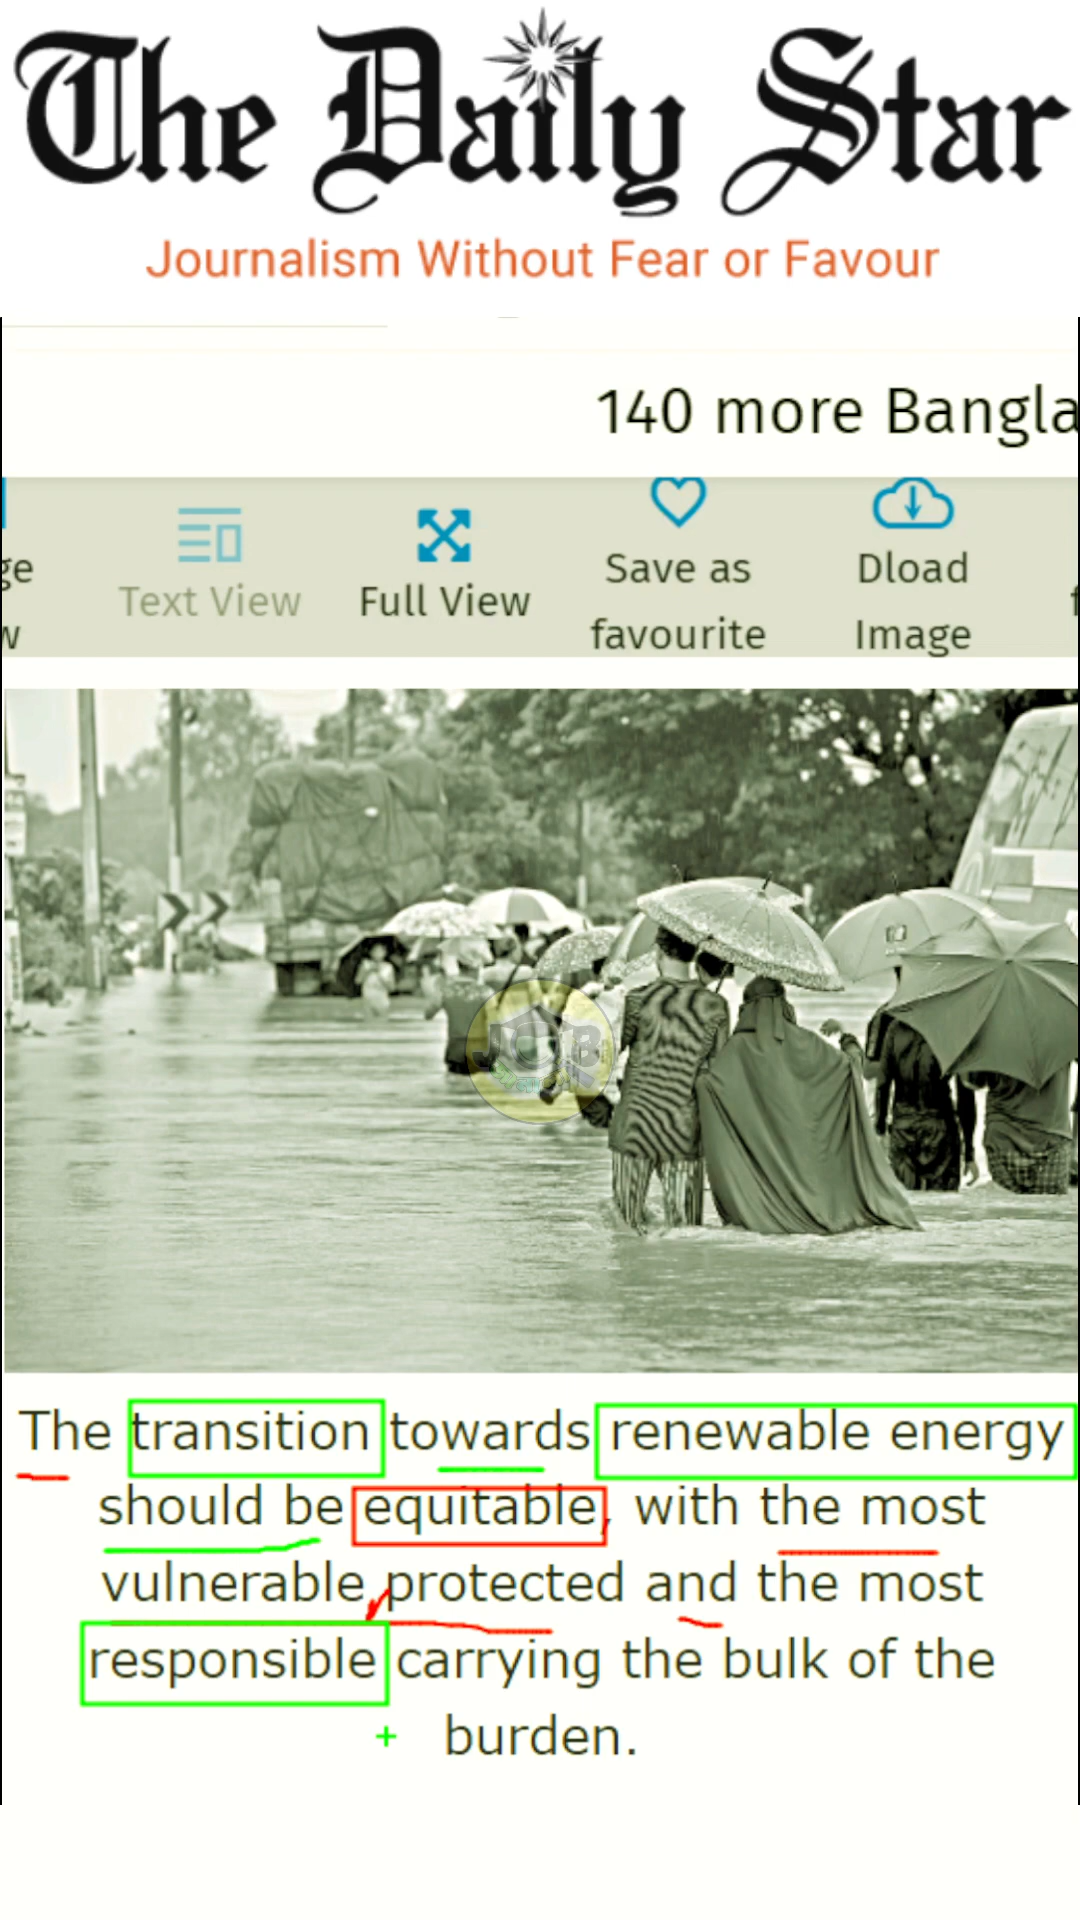 The Daily Star
Journalism Without Fear or Favour
140 more Bangla
ge
w
Text View
Full View
Save as
favourite
Dload
Image
f
JOB
The transition towards renewable energy
should be equitable, with the most
vulnerable protected and the most
responsible carrying the bulk of the
+ burden.